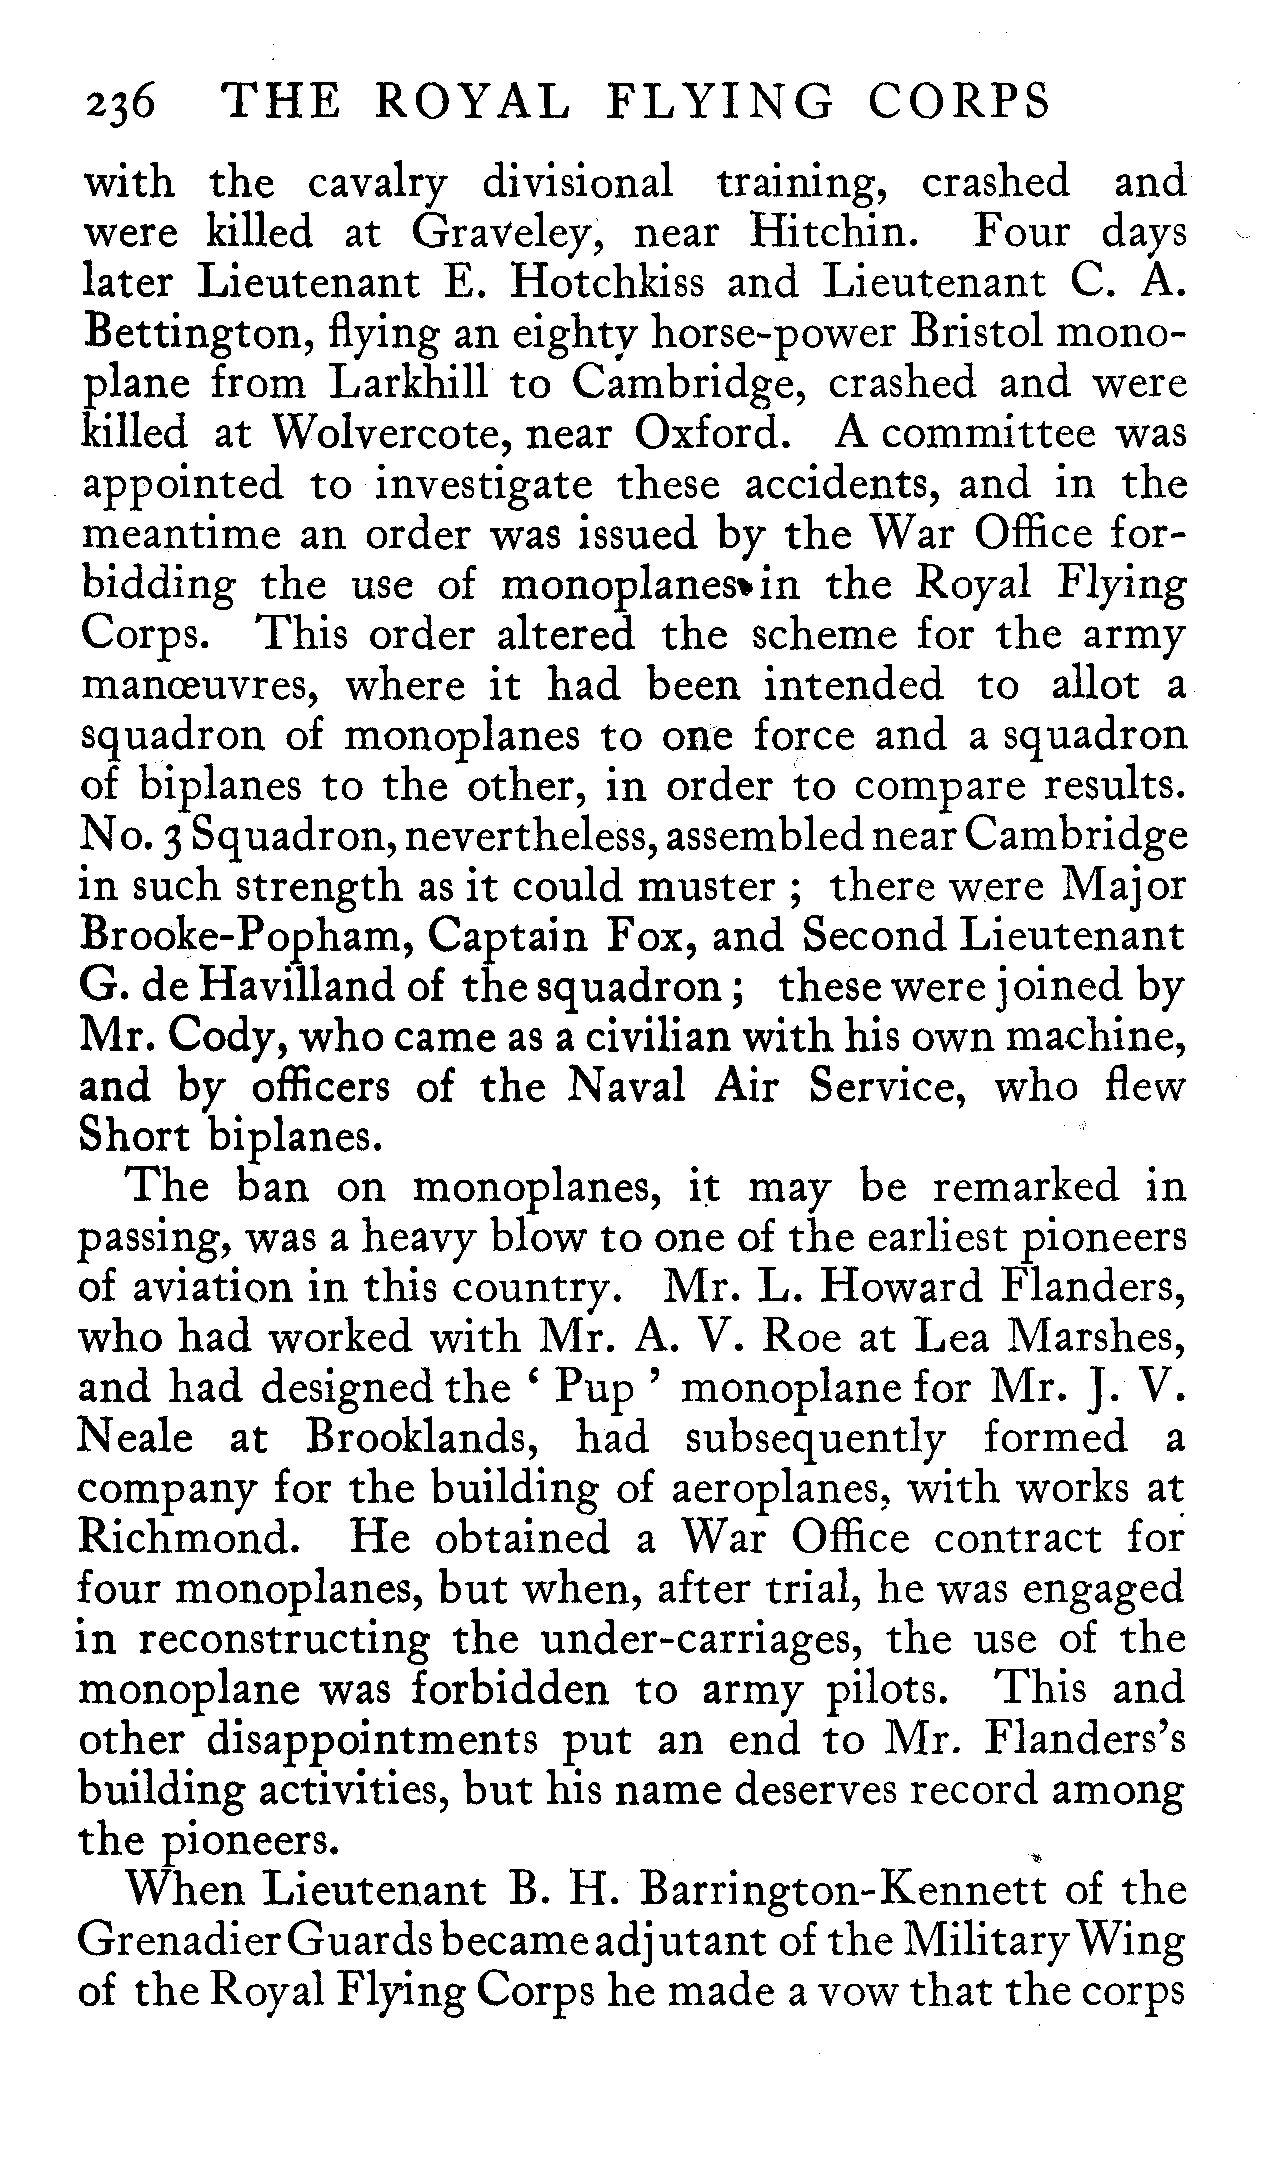 236 THE ROYAL FLYING CORPS
with the cavalry divisional training, crashed and
were killed at Graveley, near Hitchin. Four days
later Lieutenant E. Hotchkiss and Lieutenant C. A.
Bettington, flying an eighty horse-power Bristol mono-
plane from Larkhill to Cambridge, crashed and were
killed at Wolvercote, near Oxford. A committee was
appointed to investigate these accidents, and in the
meantime an order was issued by the War Office for-
bidding the use of monoplanes in the Royal Flying
Corps. This order altered the scheme for the army
manœuvres, where it had been intended to allot a
squadron of monoplanes to one force and a squadron
of biplanes to the other, in order to compare results.
No. 3 Squadron, nevertheless, assembled near Cambridge
in such strength as it could muster ; there were Major
Brooke-Popham, Captain Fox, and Second Lieutenant
G. de Havilland of the squadron ; these were joined by
Mr. Cody, who came as a civilian with his own machine,
and by officers of the Naval Air Service, who flew
Short biplanes.
The ban on monoplanes, it may be remarked in
passing, was a heavy blow to one of the earliest pioneers
of aviation in this country. Mr. L. Howard Flanders,
who had worked with Mr. A. V. Roe at Lea Marshes,
and had designed the ‘ Pup ’ monoplane for Mr. J. V.
Neale at Brooklands, had subsequently formed a
company for the building of aeroplanes, with works at
Richmond. He obtained a War Office contract for
four monoplanes, but when, after trial, he was engaged
in reconstructing the under-carriages, the use of the
monoplane was forbidden to army pilots. This and
other disappointments put an end to Mr. Flanders’s
building activities, but his name deserves record among
the pioneers.
When Lieutenant B. H. Barrington-Kennett of the
Grenadier Guards became adjutant of the Military Wing
of the Royal Flying Corps he made a vow that the corps